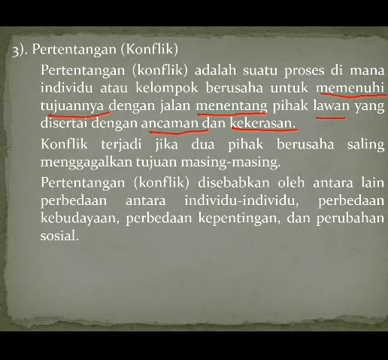 3). Pertentangan (Konflik)
Pertentangan (konflik) adalah suatu proses di mana
individu atau kelompok berusaha untuk memenuhi
tujuannya dengan jalan menentang pihak lawan yang
disertai dengan ancaman dan kekerasan.
Konflik terjadi jika dua pihak berusaha saling
menggagalkan tujuan masing-masing.
Pertentangan (konflik) disebabkan oleh antara lain
perbedaan antara individu-individu, perbedaan
kebudayaan, perbedaan kepentingan, dan perubahan
sosial.